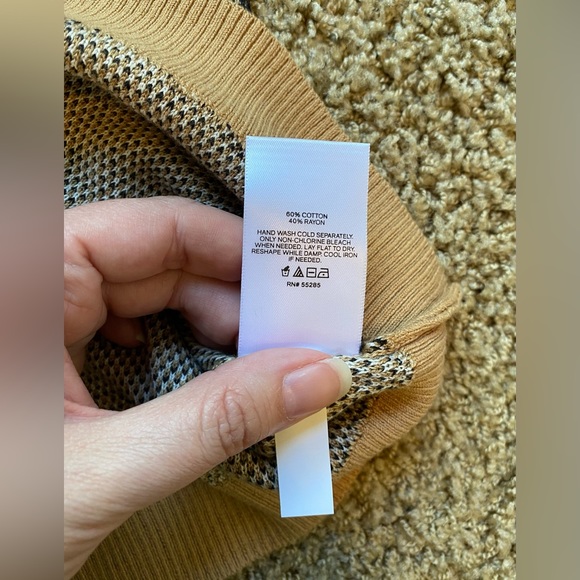 60% COTTON
40% RAYON
HAND WASH COLD SEPARATELY.
ONLY NON-CHLORINE BLEACH
WHEN NEEDED. LAY FLAT TO DRY.
RESHAPE WHILE DAMP. COOL IRON
IF NEEDED.
RN# 55285